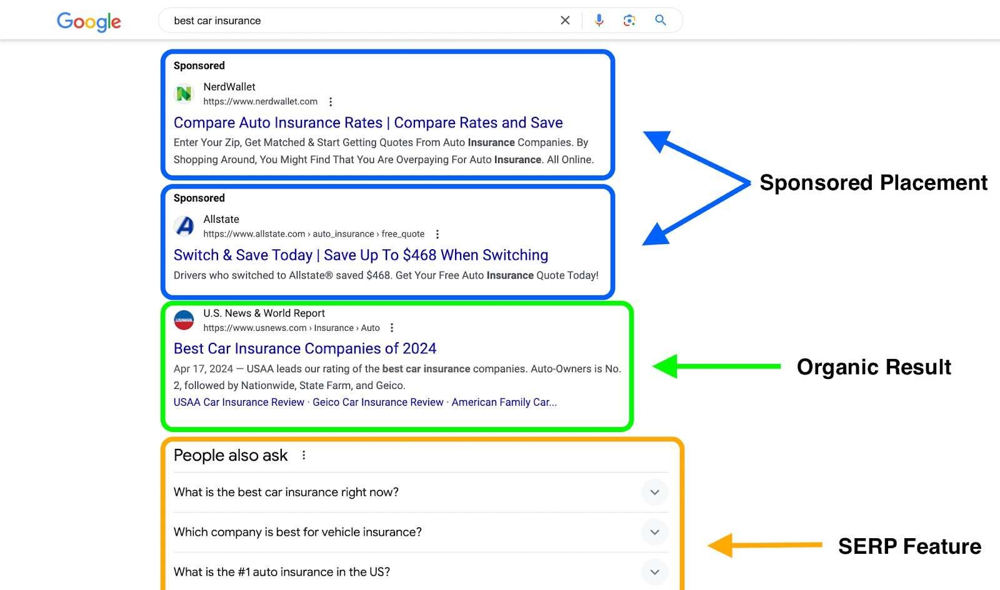 Google
best car insurance
Sponsored
NerdWallet
https://www.nerdwallet.com
Compare Auto Insurance Rates | Compare Rates and Save
Enter Your Zip, Get Matched & Start Getting Quotes From Auto Insurance Companies. By
Shopping Around, You Might Find That You Are Overpaying For Auto Insurance. All Online.
Sponsored Placement
Sponsored
Allstate
https://www.allstate.com › auto_insurance › free_quote
Switch & Save Today | Save Up To $468 When Switching
Drivers who switched to Allstate® saved $468. Get Your Free Auto Insurance Quote Today!
USNEWS
U.S. News & World Report
https://www.usnews.com › Insurance › Auto
Best Car Insurance Companies of 2024
Apr 17, 2024 — USAA leads our rating of the best car insurance companies. Auto-Owners is No.
2, followed by Nationwide, State Farm, and Geico.
USAA Car Insurance Review · Geico Car Insurance Review · American Family Car...
Organic Result
People also ask
What is the best car insurance right now?
Which company is best for vehicle insurance?
What is the #1 auto insurance in the US?
SERP Feature